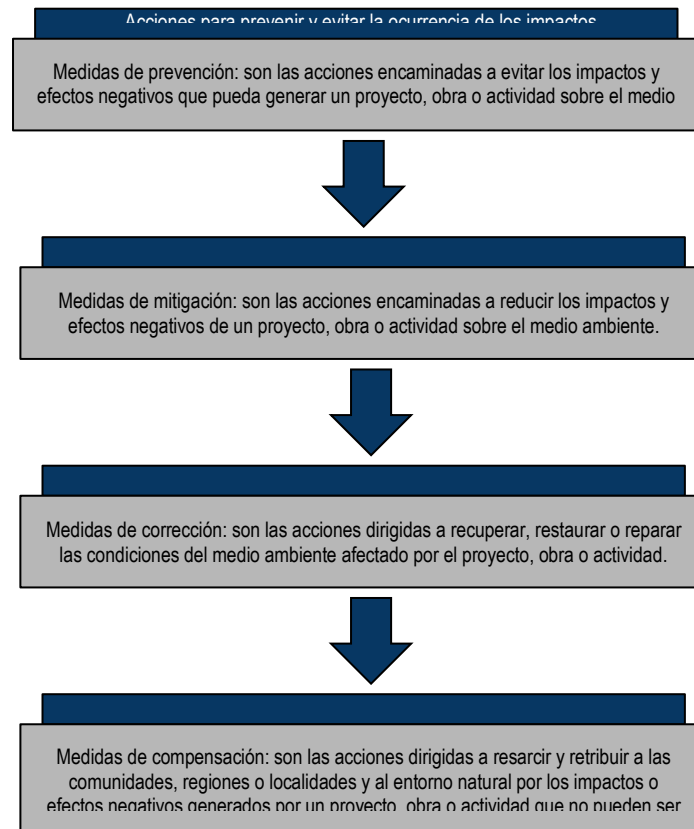 Acciones para prevenir y evitar la ocurrencia de los impactos
Medidas de prevención: son las acciones encaminadas a evitar los impactos y
efectos negativos que pueda generar un proyecto, obra o actividad sobre el medio
Medidas de mitigación: son las acciones encaminadas a reducir los impactos y
efectos negativos de un proyecto, obra o actividad sobre el medio ambiente.
Medidas de corrección: son las acciones dirigidas a recuperar, restaurar o reparar
las condiciones del medio ambiente afectado por el proyecto, obra o actividad.
Medidas de compensación: son las acciones dirigidas a resarcir y retribuir a las
comunidades, regiones o localidades y al entorno natural por los impactos o
efectos negativos generados por un proyecto, obra o actividad que no pueden ser